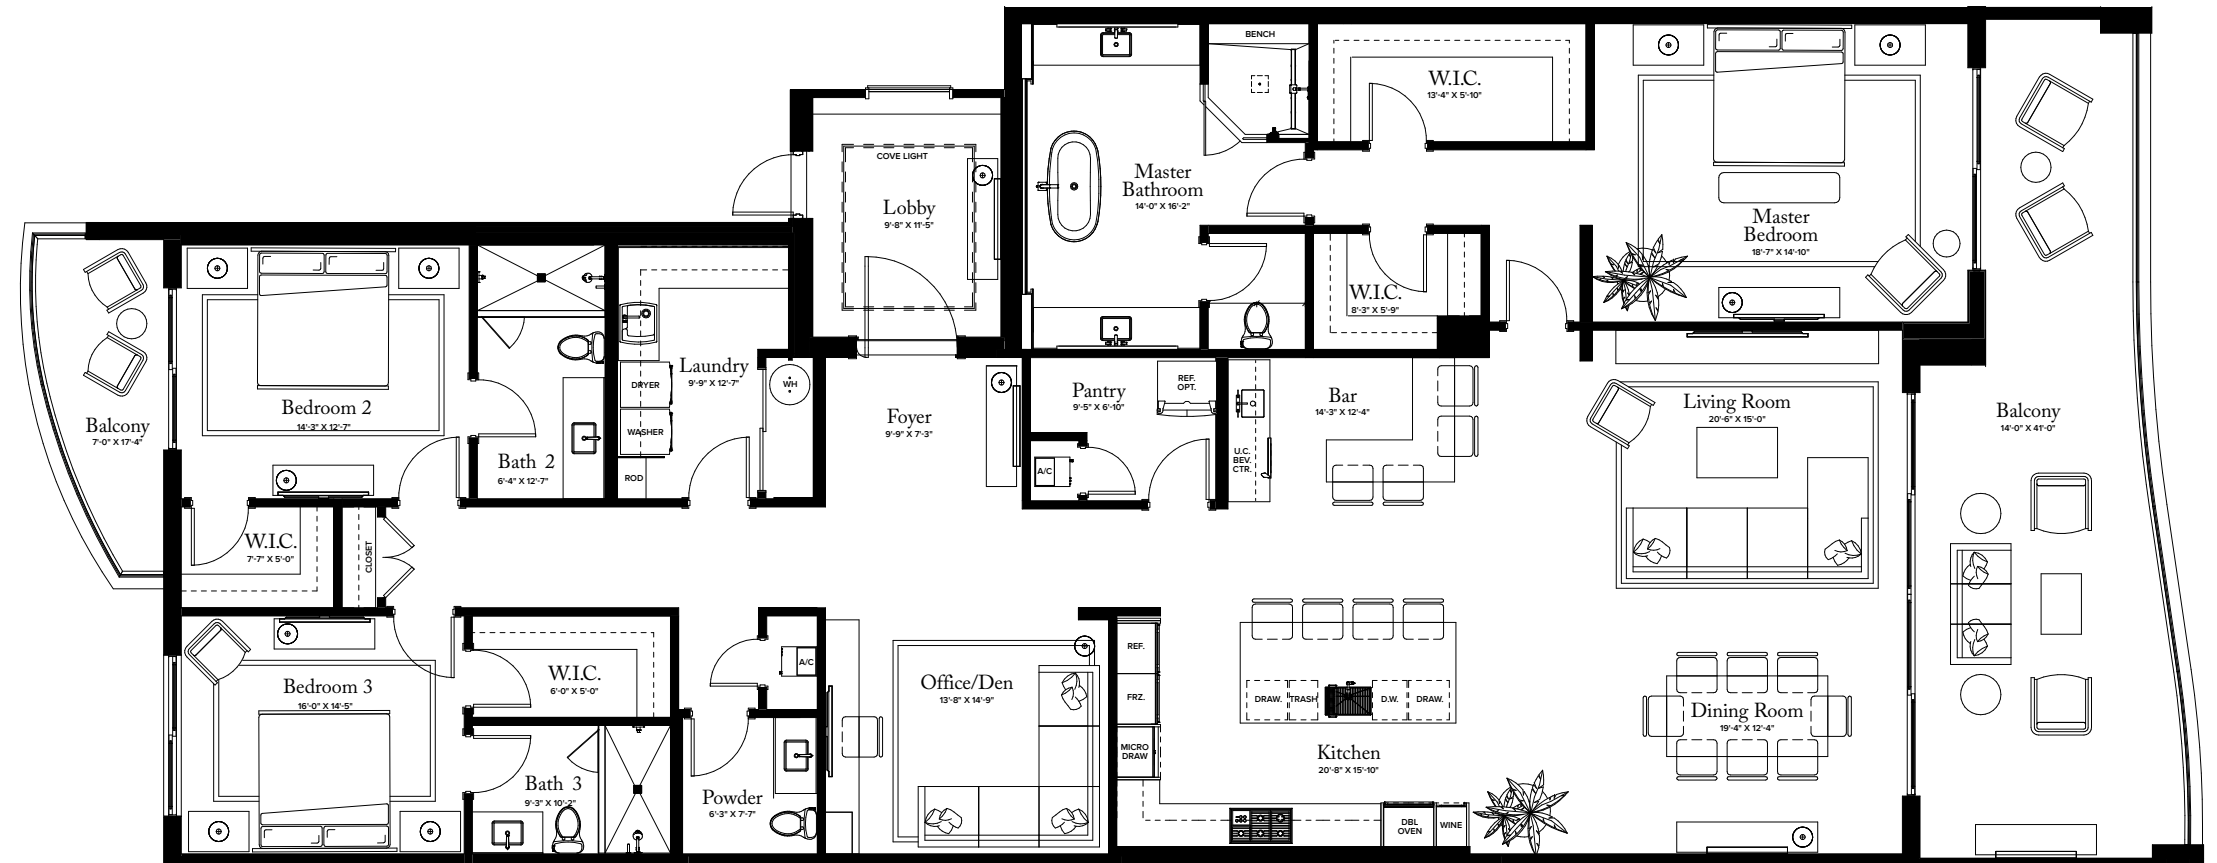 BENCH
W.I.C.
13'-4" X 5'-10"
COVE LIGHT
Lobby
9'-8" X 11'-5"
Master
Bathroom
14'-0" X 16'-2"
Master
Bedroom
18'-7" X 14'-10"
W.I.C.
8'-3" X 5'-9"
Balcony
7'-0" X 17'-4"
Bedroom 2
14'-3" X 12'-7"
Bath 2
6'-4" X 12'-7"
Laundry
9'-9" X 12'-7"
DRYER
WASHER
ROD
WH
Foyer
9'-9" X 7'-3"
Pantry
9'-5" X 6'-10"
REF.
OPT.
A/C
U.C.
BEV.
CTR.
Bar
14'-3" X 12'-4"
Living Room
20'-6" X 15'-0"
Balcony
14'-0" X 41'-0"
W.I.C.
7'-7" X 5'-0"
CLOSET
Bedroom 3
16'-0" X 14'-5"
W.I.C.
6'-0" X 5'-0"
A/C
Bath 3
9'-3" X 10'-2"
Powder
6'-3" X 7'-7"
Office/Den
13'-8" X 14'-9"
REF.
FRZ.
MICRO
DRAW
DRAW.
TRASH
D.W.
DRAW.
Kitchen
20'-8" X 15'-10"
DBL
OVEN
WINE
Dining Room
19'-4" X 12'-4"